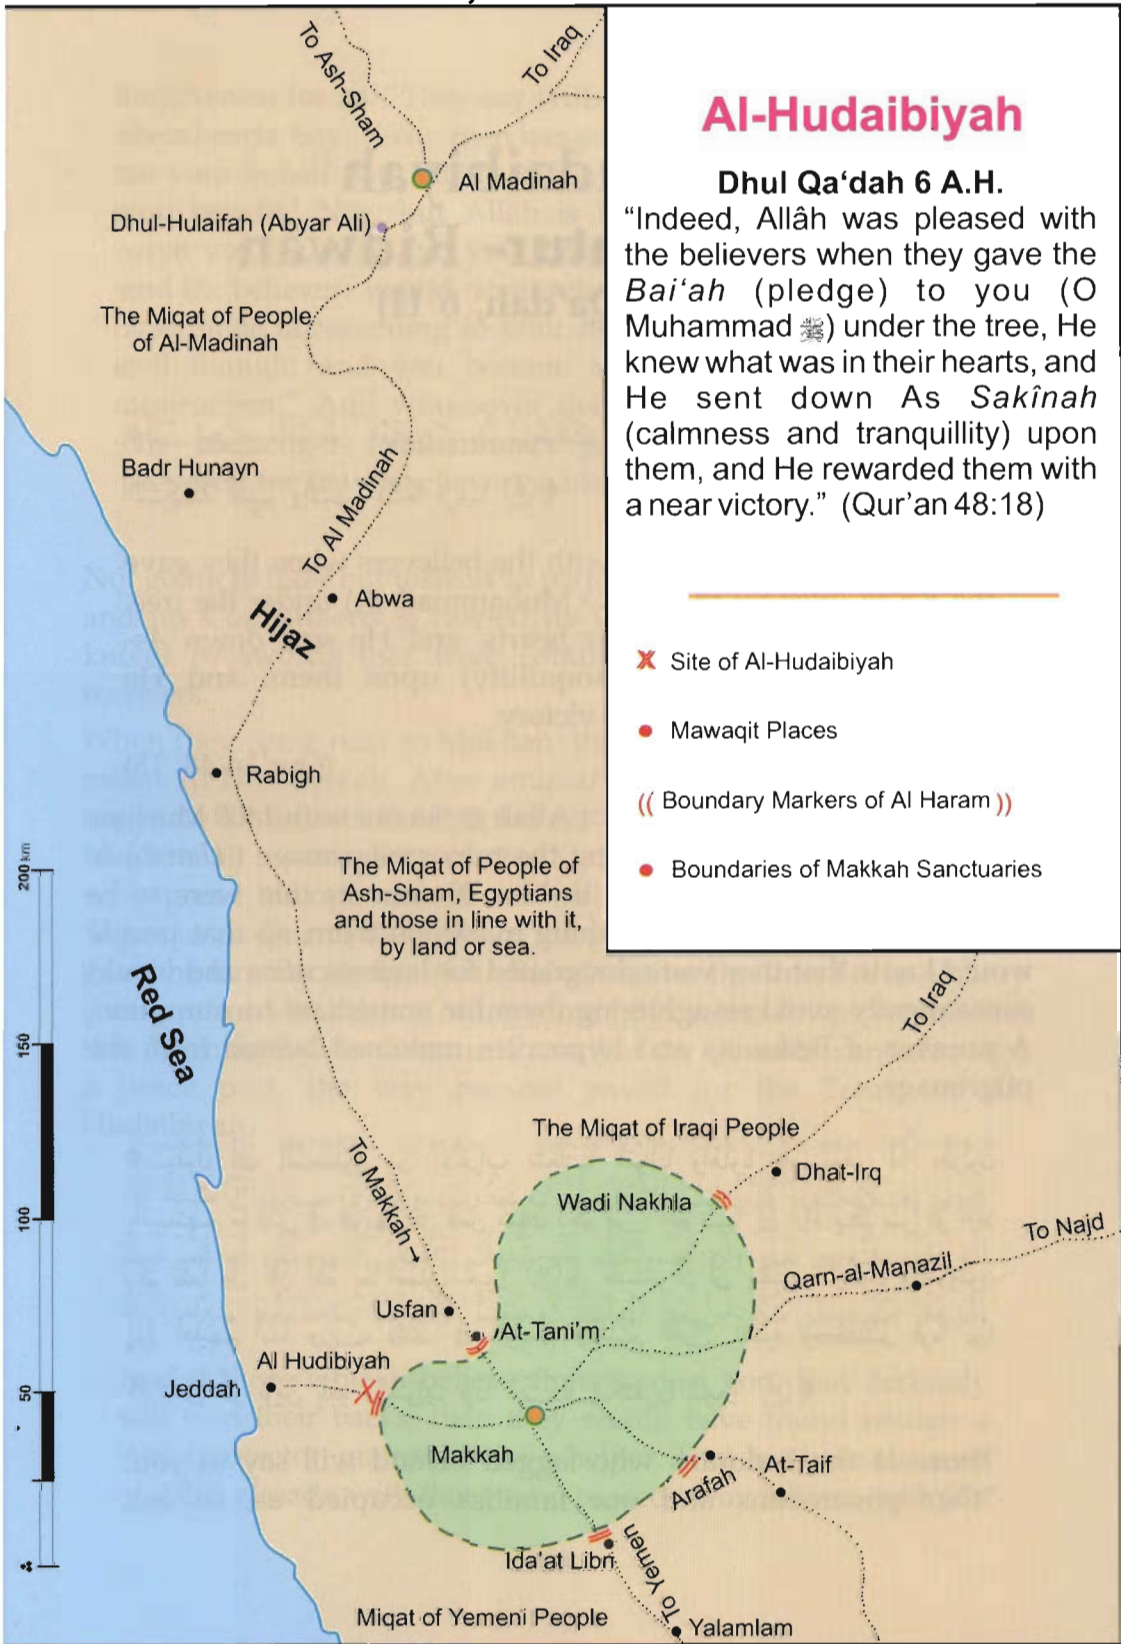 To Ash-Sham
To Iraq
Al Madinah
Dhul-Hulaifah (Abyar Ali)
The Miqat of People
of Al-Madinah
Badr Hunayn
To Al Madinah
Abwa
Hijaz
Rabigh
The Miqat of People of
Ash-Sham, Egyptians
and those in line with it,
by land or sea.
Red Sea
200 km
150
100
50
To Makkah
To Iraq
The Miqat of Iraqi People
Dhat-Irq
Wadi Nakhla
To Najd
Qarn-al-Manazil
Usfan
At-Tani'm
Al Hudibiyah
Jeddah
Makkah
At-Taif
Arafah
Ida'at Libn
To Yemen
Miqat of Yemeni People
Yalamlam
Al-Hudaibiyah
Dhul Qa‘dah 6 A.H.
“Indeed, Allâh was pleased with
the believers when they gave the
Bai‘ah (pledge) to you (O
Muhammad ﷺ) under the tree, He
knew what was in their hearts, and
He sent down As Sakînah
(calmness and tranquillity) upon
them, and He rewarded them with
a near victory.” (Qur’an 48:18)
Site of Al-Hudaibiyah
Mawaqit Places
(( Boundary Markers of Al Haram ))
Boundaries of Makkah Sanctuaries